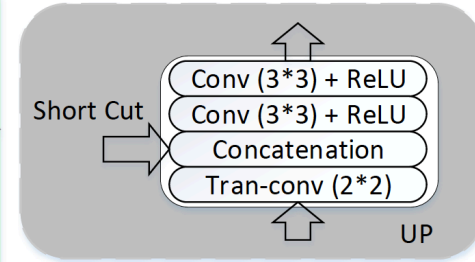 Conv (3*3) + ReLU
Short Cut
Conv (3*3) + ReLU
Concatenation
Tran-conv (2*2)
UP